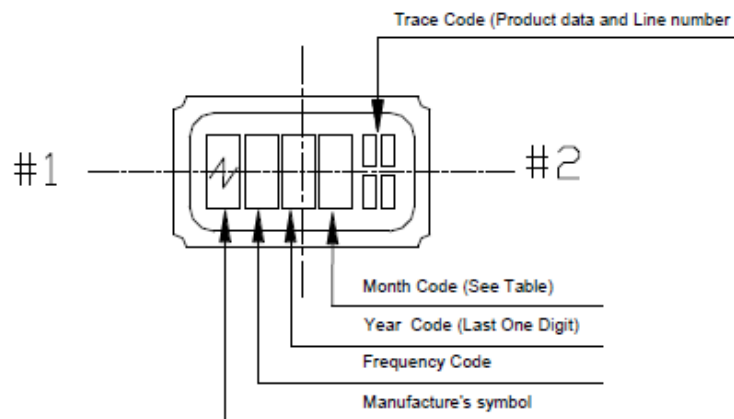 Trace Code (Product data and Line number
#1
#2
Month Code (See Table)
Year Code (Last One Digit)
Frequency Code
Manufacture's symbol